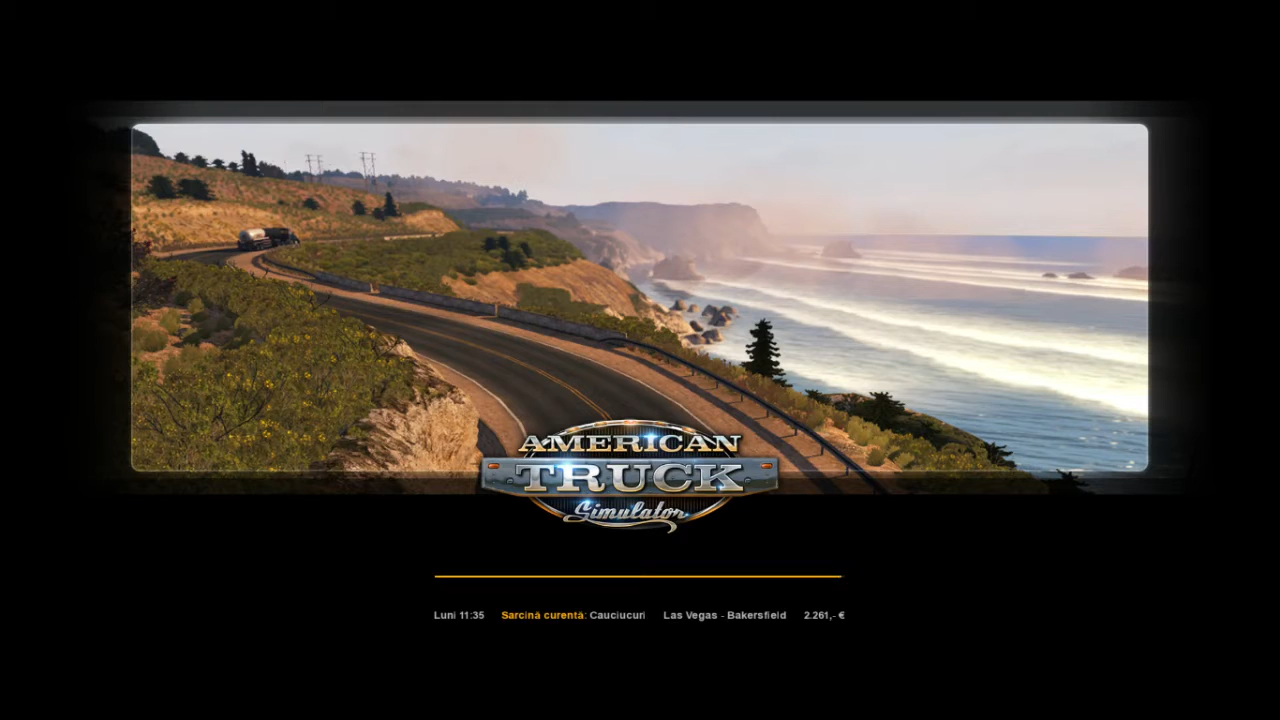 AMERICAN
TRUCK
Simulator
Luni 11:35 Sarcină curentă: Cauciucuri Las Vegas - Bakersfield 2.261,- €